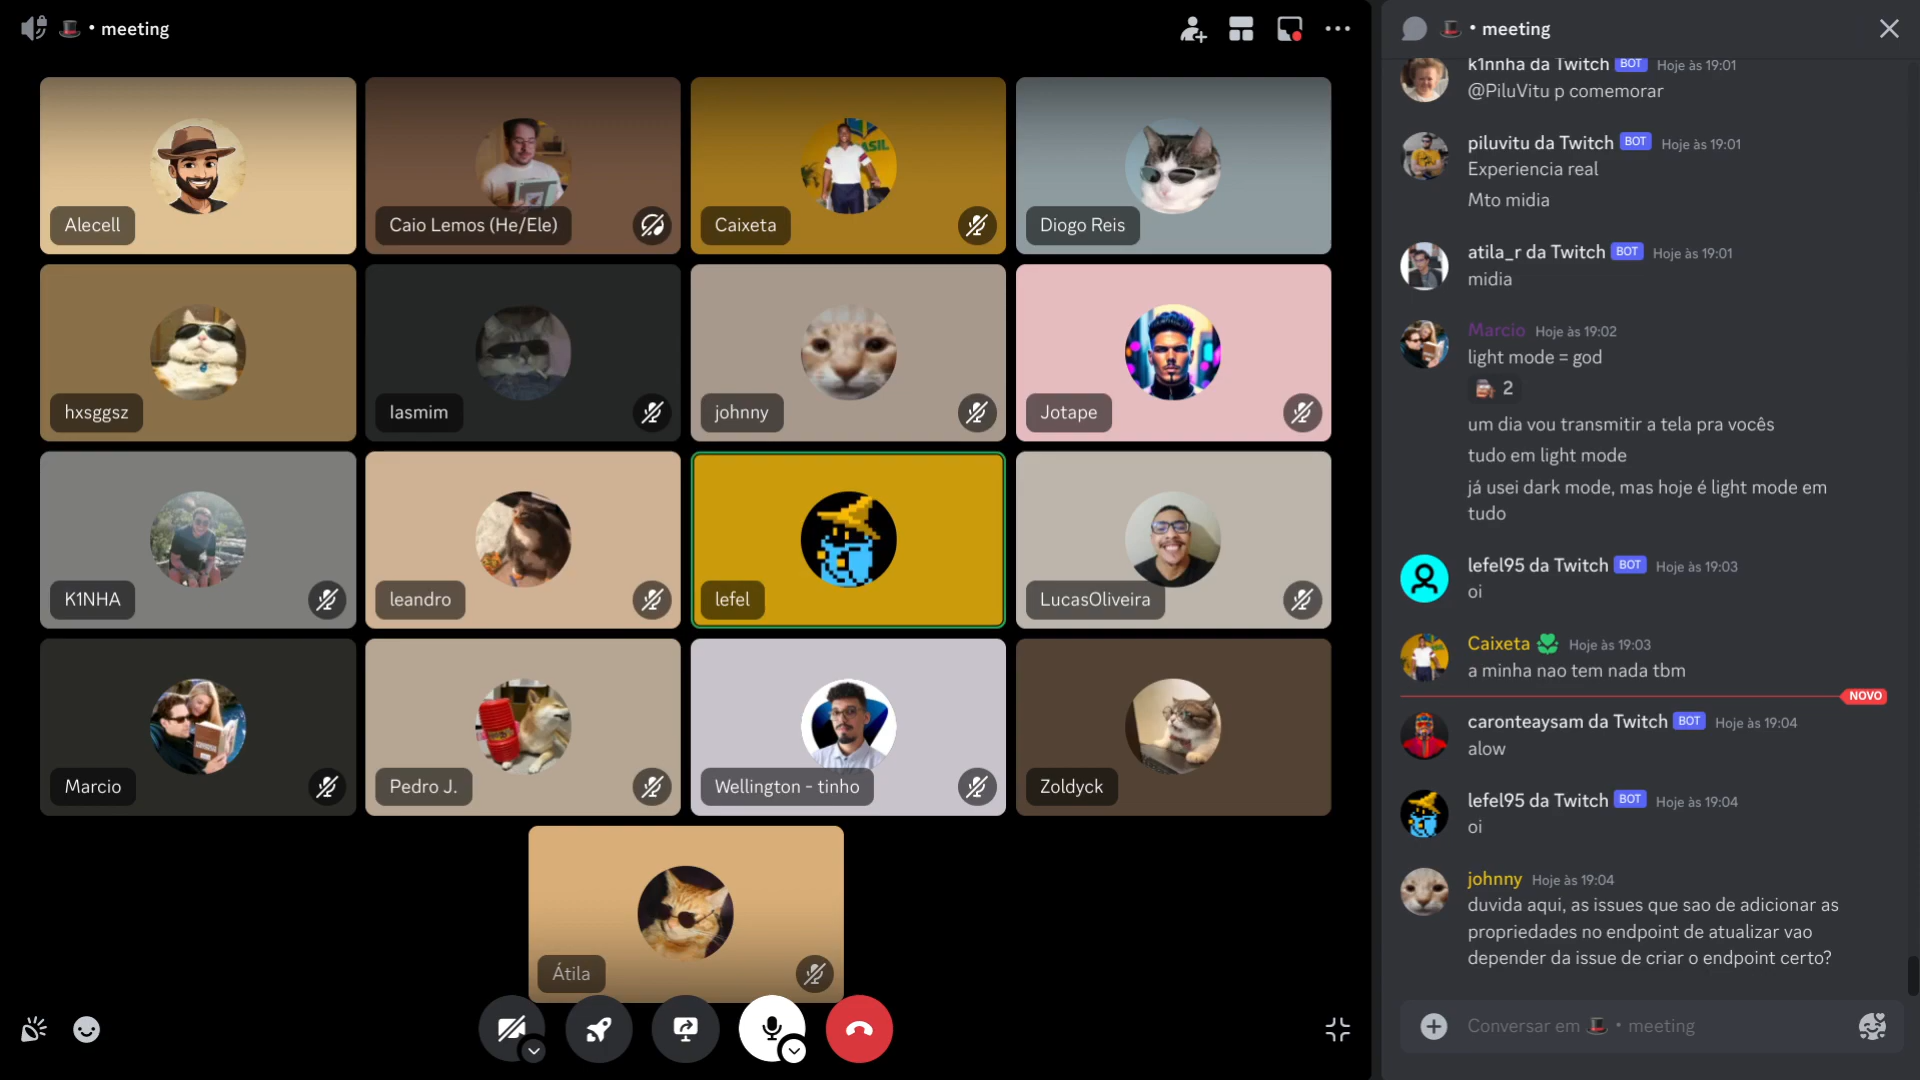 • meeting
Alecell
Caio Lemos (He/Ele)
Caixeta
Diogo Reis
hxsggsz
Iasmim
johnny
Jotape
K1NHA
leandro
lefel
LucasOliveira
Marcio
Pedro J.
Wellington - tinho
Zoldyck
Átila
• meeting
k1nnha da Twitch BOT Hoje às 19:01
@PiluVitu p comemorar
piluvitu da Twitch BOT Hoje às 19:01
Experiencia real
Mto midia
atila_r da Twitch BOT Hoje às 19:01
midia
Marcio Hoje às 19:02
light mode = god
2
um dia vou transmitir a tela pra vocês
tudo em light mode
já usei dark mode, mas hoje é light mode em
tudo
lefel95 da Twitch BOT Hoje às 19:03
oi
Caixeta Hoje às 19:03
a minha nao tem nada tbm
NOVO
caronteaysam da Twitch BOT Hoje às 19:04
alow
lefel95 da Twitch BOT Hoje às 19:04
oi
johnny Hoje às 19:04
duvida aqui, as issues que sao de adicionar as
propriedades no endpoint de atualizar vao
depender da issue de criar o endpoint certo?
Conversar em • meeting